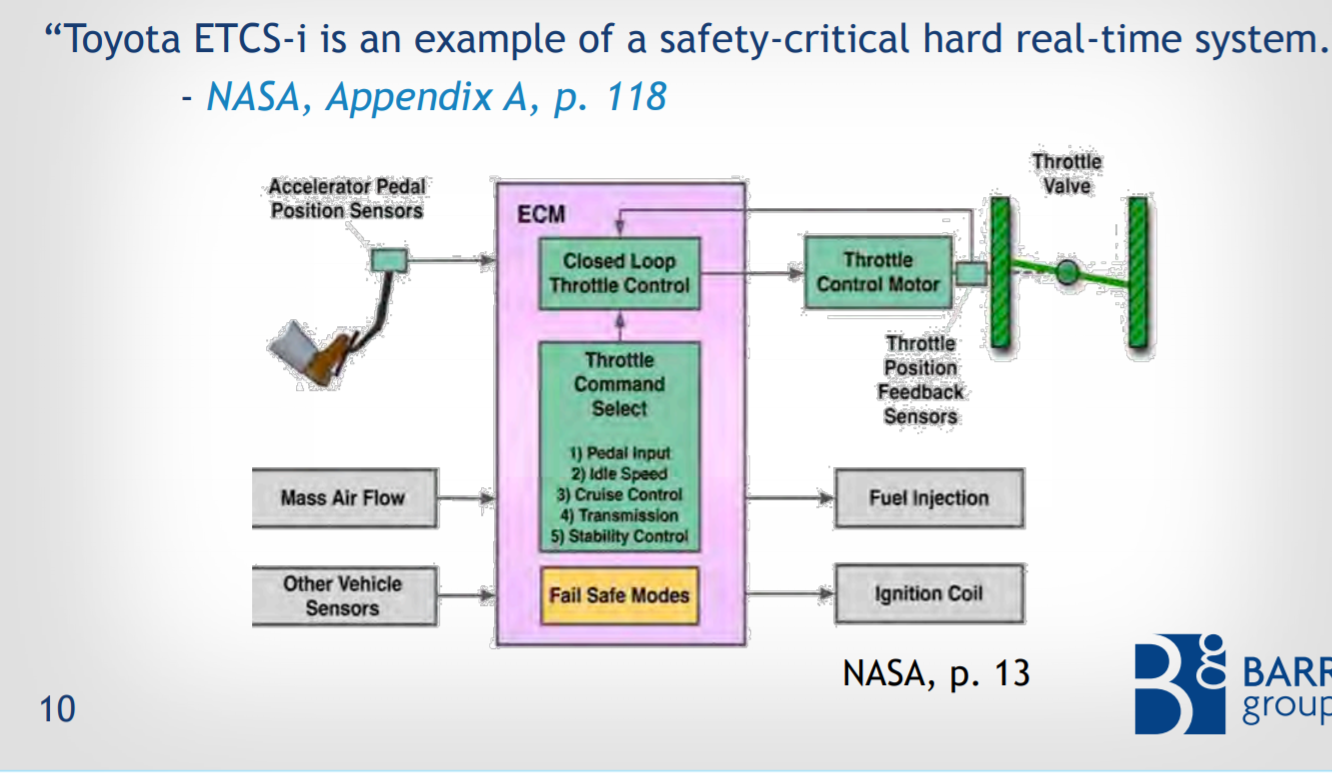 “Toyota ETCS-i is an example of a safety-critical hard real-time system.
- NASA, Appendix A, p. 118
Accelerator Pedal
Position Sensors
Throttle
Valve
ECM
Closed Loop
Throttle Control
Throttle
Control Motor
Throttle
Position
Feedback
Sensors
Throttle
Command
Select
1) Pedal Input
2) Idle Speed
3) Cruise Control
4) Transmission
5) Stability Control
Mass Air Flow
Fuel Injection
Other Vehicle
Sensors
Fail Safe Modes
Ignition Coil
NASA, p. 13
10
BARR
group